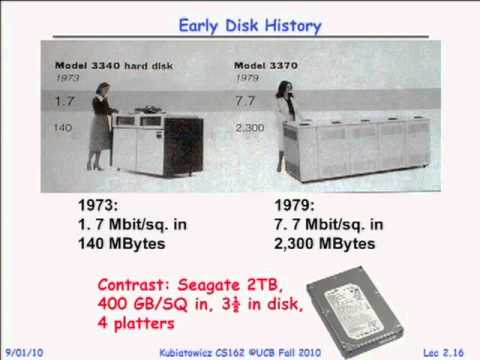 Early Disk History
Model 3340 hard disk
1973
1.7
140
Model 3370
1979
7.7
2,300
1973:
1. 7 Mbit/sq. in
140 MBytes
1979:
7. 7 Mbit/sq. in
2,300 MBytes
Contrast: Seagate 2TB,
400 GB/SQ in, 3½ in disk,
4 platters
9/01/10
Kubiatowicz CS162 ©UCB Fall 2010
Lec 2.16